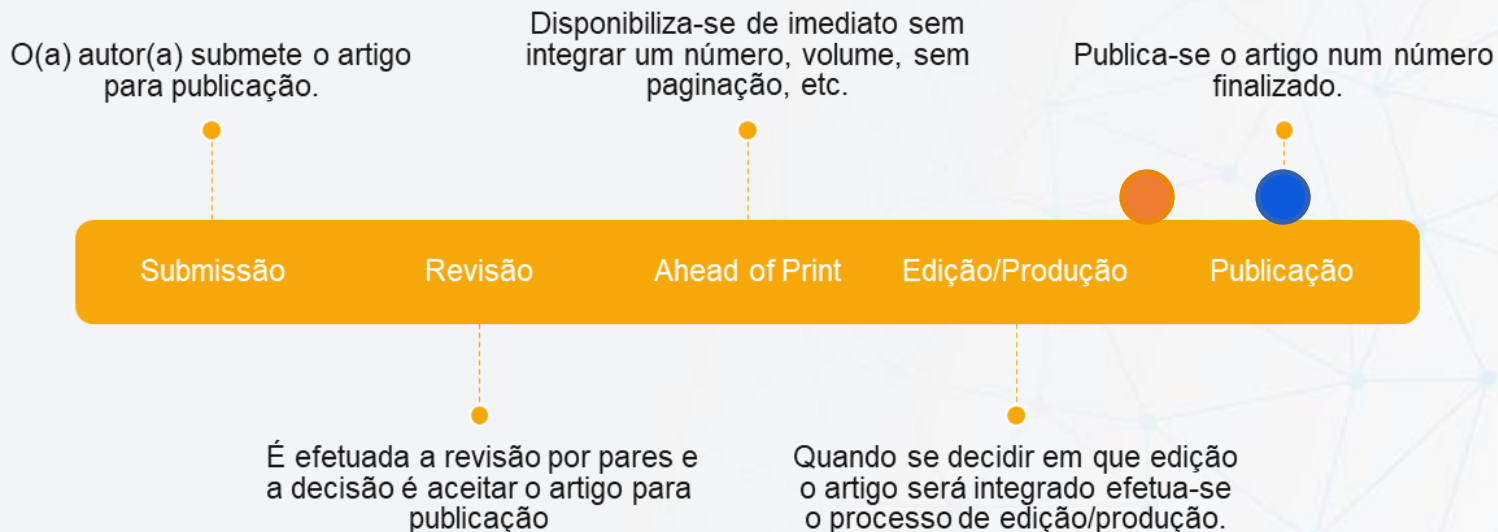 O(a) autor(a) submete o artigo
para publicação.
Disponibiliza-se de imediato sem
integrar um número, volume, sem
paginação, etc.
Publica-se o artigo num número
finalizado.
Submissão
Revisão
Ahead of Print
Edição/Produção
Publicação
É efetuada a revisão por pares e
a decisão é aceitar o artigo para
publicação
Quando se decidir em que edição
o artigo será integrado efetua-se
o processo de edição/produção.